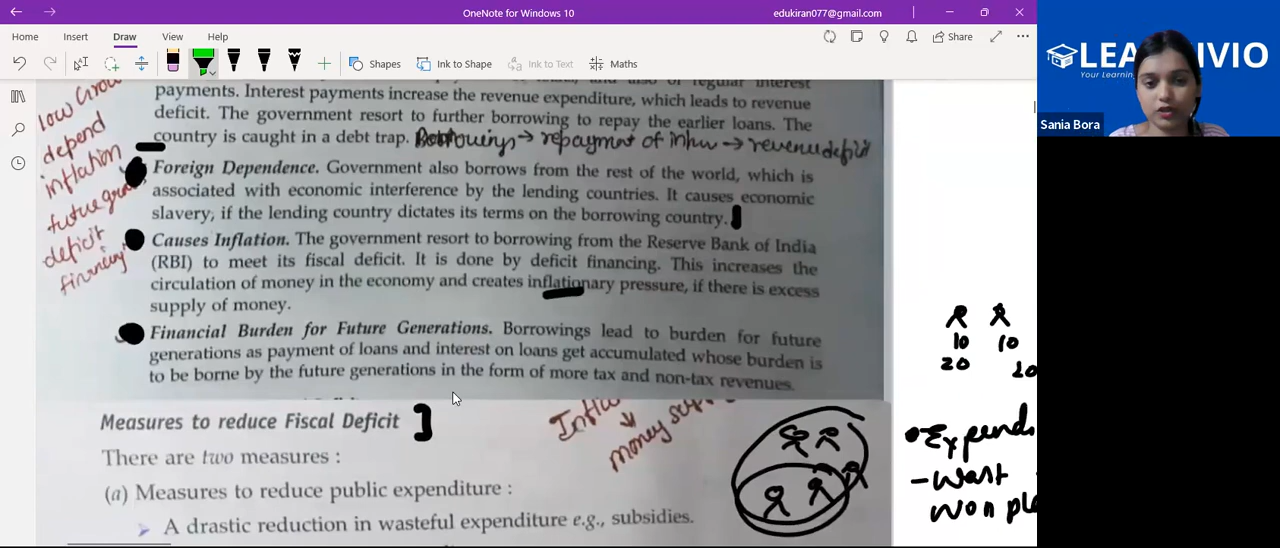 OneNote for Windows 10
edukiran077@gmail.com
Home Insert Draw View Help
Share
Shapes Ink to Shape Ink to Text Maths
LEA IVIO
Your Learning
Sania Bora
payments. Interest payments increase the revenue expenditure, which leads to revenue
deficit. The government resort to further borrowing to repay the earlier loans. The
country is caught in a debt trap. Borrowings → repayment of → revenue deficit
Foreign Dependence. Government also borrows from the rest of the world, which is
associated with economic interference by the lending countries. It causes economic
slavery, if the lending country dictates its terms on the borrowing country.
Causes Inflation. The government resort to borrowing from the Reserve Bank of India
(RBI) to meet its fiscal deficit. It is done by deficit financing. This increases the
circulation of money in the economy and creates inflationary pressure, if there is excess
supply of money.
Financial Burden for Future Generations. Borrowings lead to burden for future
generations as payment of loans and interest on loans get accumulated whose burden is
to be borne by the future generations in the form of more tax and non-tax revenues.
low
depend
inflation
future
deficit
financing
Measures to reduce Fiscal Deficit
There are two measures :
(a) Measures to reduce public expenditure :
A drastic reduction in wasteful expenditure e.g., subsidies.
Infla
money
10 10
20 20
Expend
- Wast
Non pl